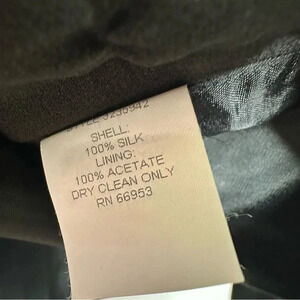 SHELL:
100% SILK
LINING:
100% ACETATE
DRY CLEAN ONLY
RN 66953